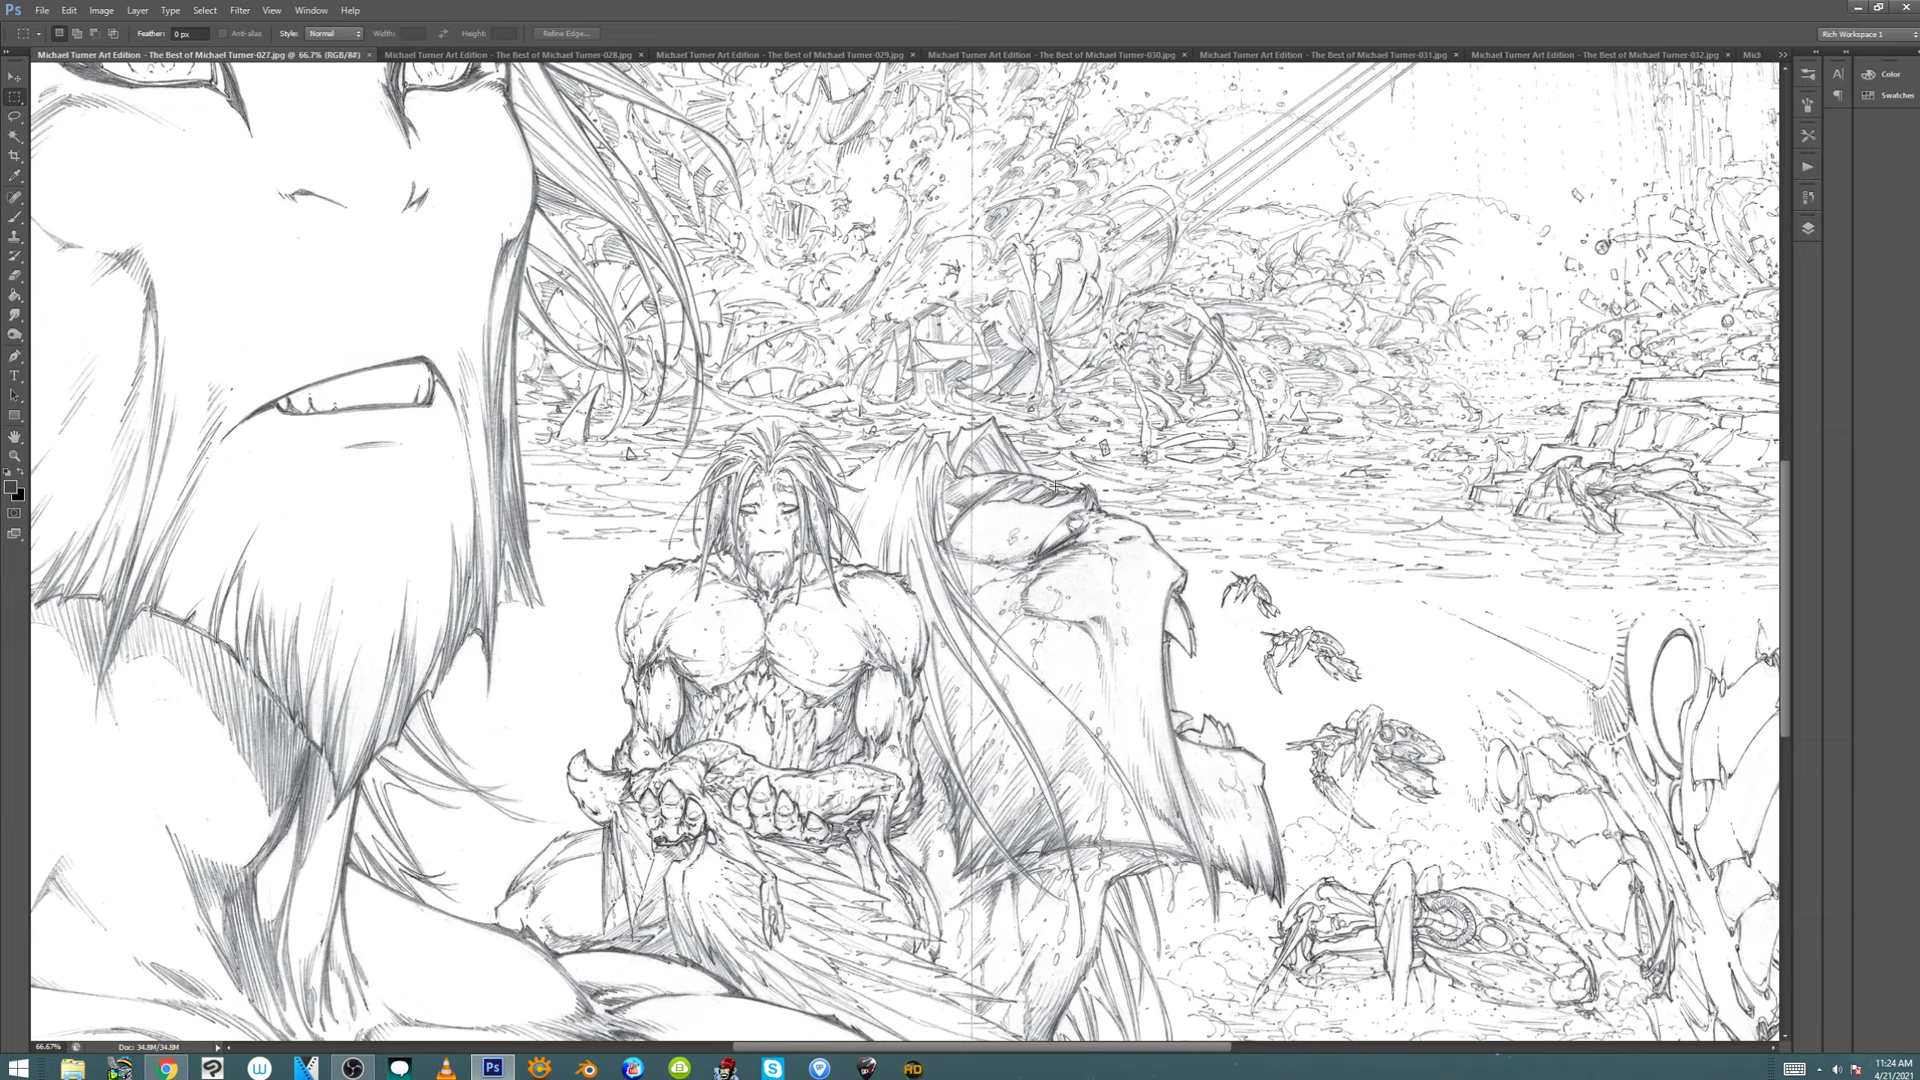 Ps File Edit Image Layer Type Select Filter Edit View Window Help
Feather: 0 px Anti-alias Style: Normal Width: Height: Refine Edge... Rich Workspace 1
Michael Turner Art Edition - The Best of Michael Turner-027.jpg @ 66.7% (RGB/8#) × Michael Turner Art Edition - The Best of Michael Turner-028.jpg × Michael Turner Art Edition - The Best of Michael Turner-029.jpg × Michael Turner Art Edition - The Best of Michael Turner-030.jpg × Michael Turner Art Edition - The Best of Michael Turner-031.jpg × Michael Turner Art Edition - The Best of Michael Turner-032.jpg × Mich
Color
Swatches
66.67% Doc: 34.8M/34.8M
Ps
11:24 AM
4/21/2021